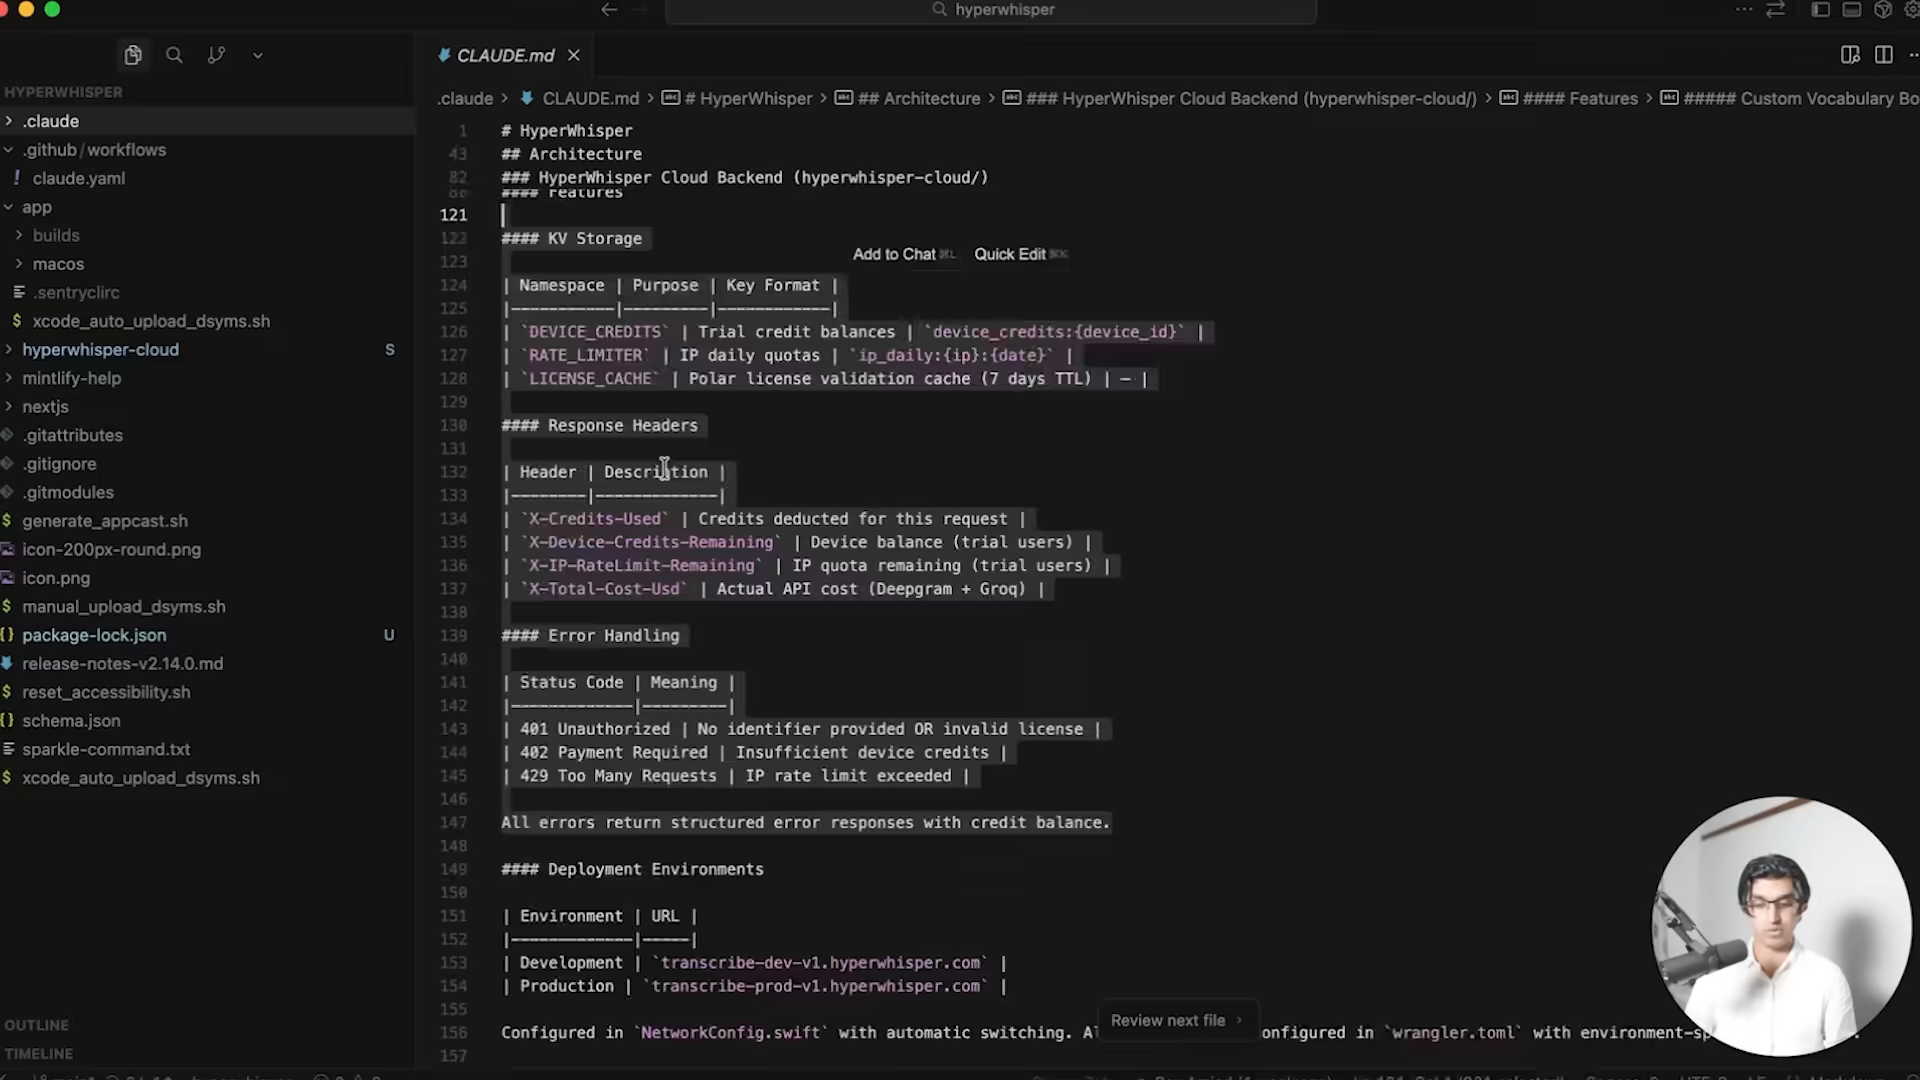 hyperwhisper
HYPERWHISPER
.claude
.github/workflows
! claude.yaml
app
builds
macos
.sentryclirc
$ xcode_auto_upload_dsyms.sh
hyperwhisper-cloud S
mintlify-help
nextjs
.gitattributes
.gitignore
.gitmodules
$ generate_appcast.sh
icon-200px-round.png
icon.png
$ manual_upload_dsyms.sh
{} package-lock.json U
release-notes-v2.14.0.md
$ reset_accessibility.sh
{} schema.json
sparkle-command.txt
$ xcode_auto_upload_dsyms.sh
OUTLINE
TIMELINE
CLAUDE.md
.claude > CLAUDE.md > # HyperWhisper > ## Architecture > ### HyperWhisper Cloud Backend (hyperwhisper-cloud/) > #### Features > ##### Custom Vocabulary Bo
1 # HyperWhisper
43 ## Architecture
82 ### HyperWhisper Cloud Backend (hyperwhisper-cloud/)
#### Features
121
122 #### KV Storage
Add to Chat ⌘L Quick Edit ⌘K
123
124 | Namespace | Purpose | Key Format |
125 |-----------|---------|------------|
126 | `DEVICE_CREDITS` | Trial credit balances | `device_credits:{device_id}` |
127 | `RATE_LIMITER` | IP daily quotas | `ip_daily:{ip}:{date}` |
128 | `LICENSE_CACHE` | Polar license validation cache (7 days TTL) | — |
129
130 #### Response Headers
131
132 | Header | Description |
133 |--------|-------------|
134 | `X-Credits-Used` | Credits deducted for this request |
135 | `X-Device-Credits-Remaining` | Device balance (trial users) |
136 | `X-IP-RateLimit-Remaining` | IP quota remaining (trial users) |
137 | `X-Total-Cost-Usd` | Actual API cost (Deepgram + Groq) |
138
139 #### Error Handling
140
141 | Status Code | Meaning |
142 |-------------|---------|
143 | 401 Unauthorized | No identifier provided OR invalid license |
144 | 402 Payment Required | Insufficient device credits |
145 | 429 Too Many Requests | IP rate limit exceeded |
146
147 All errors return structured error responses with credit balance.
148
149 #### Deployment Environments
150
151 | Environment | URL |
152 |-------------|-----|
153 | Development | `transcribe-dev-v1.hyperwhisper.com` |
154 | Production | `transcribe-prod-v1.hyperwhisper.com` |
155
Review next file >
156 Configured in `NetworkConfig.swift` with automatic switching. onfigured in `wrangler.toml` with
157